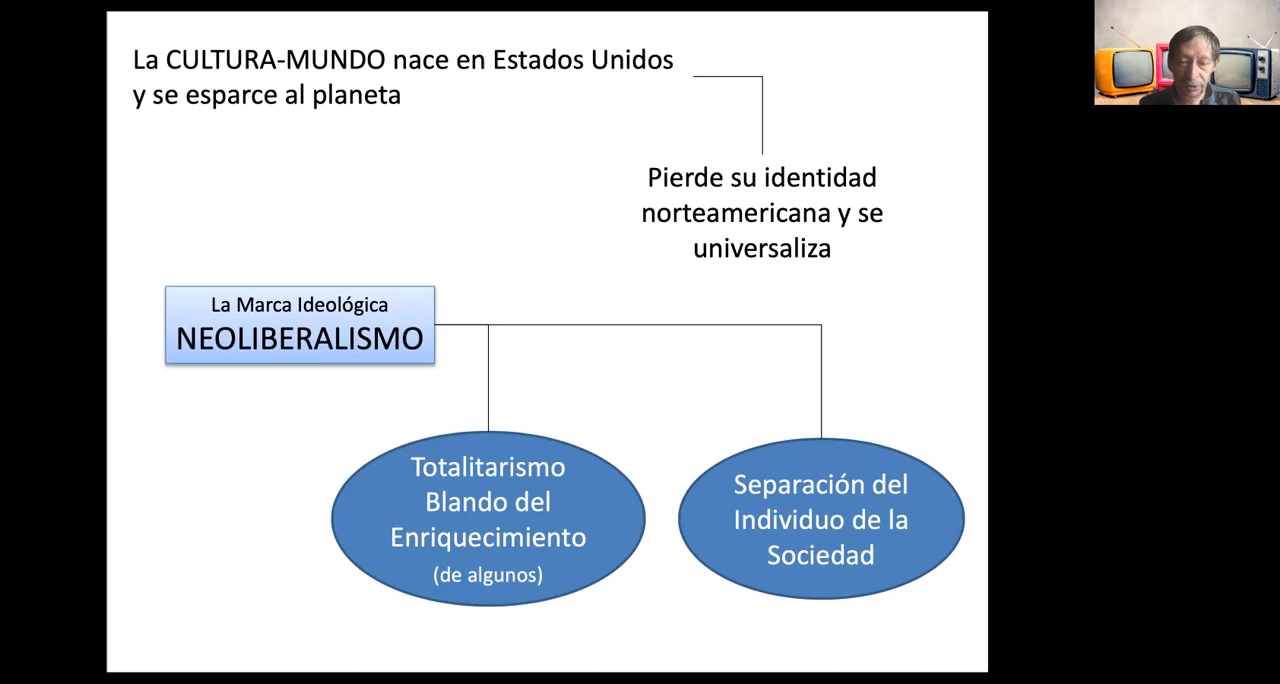 La CULTURA-MUNDO nace en Estados Unidos
y se esparce al planeta
Pierde su identidad
norteamericana y se
universaliza
La Marca Ideológica
NEOLIBERALISMO
Totalitarismo
Blando del
Enriquecimiento
(de algunos)
Separación del
Individuo de la
Sociedad